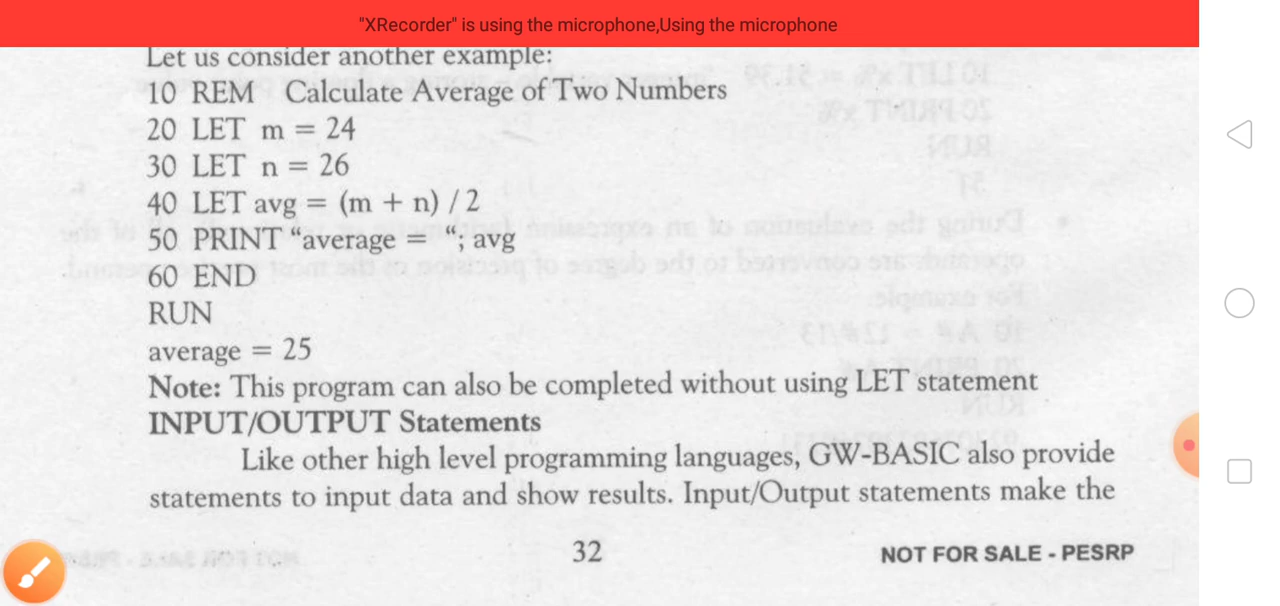 "XRecorder" is using the microphone,Using the microphone
Let us consider another example:
10 REM Calculate Average of Two Numbers
20 LET m = 24
30 LET n = 26
40 LET avg = (m + n) / 2
50 PRINT “average = “; avg
60 END
RUN
average = 25
Note: This program can also be completed without using LET statement
INPUT/OUTPUT Statements
Like other high level programming languages, GW-BASIC also provide
statements to input data and show results. Input/Output statements make the
32
NOT FOR SALE - PESRP